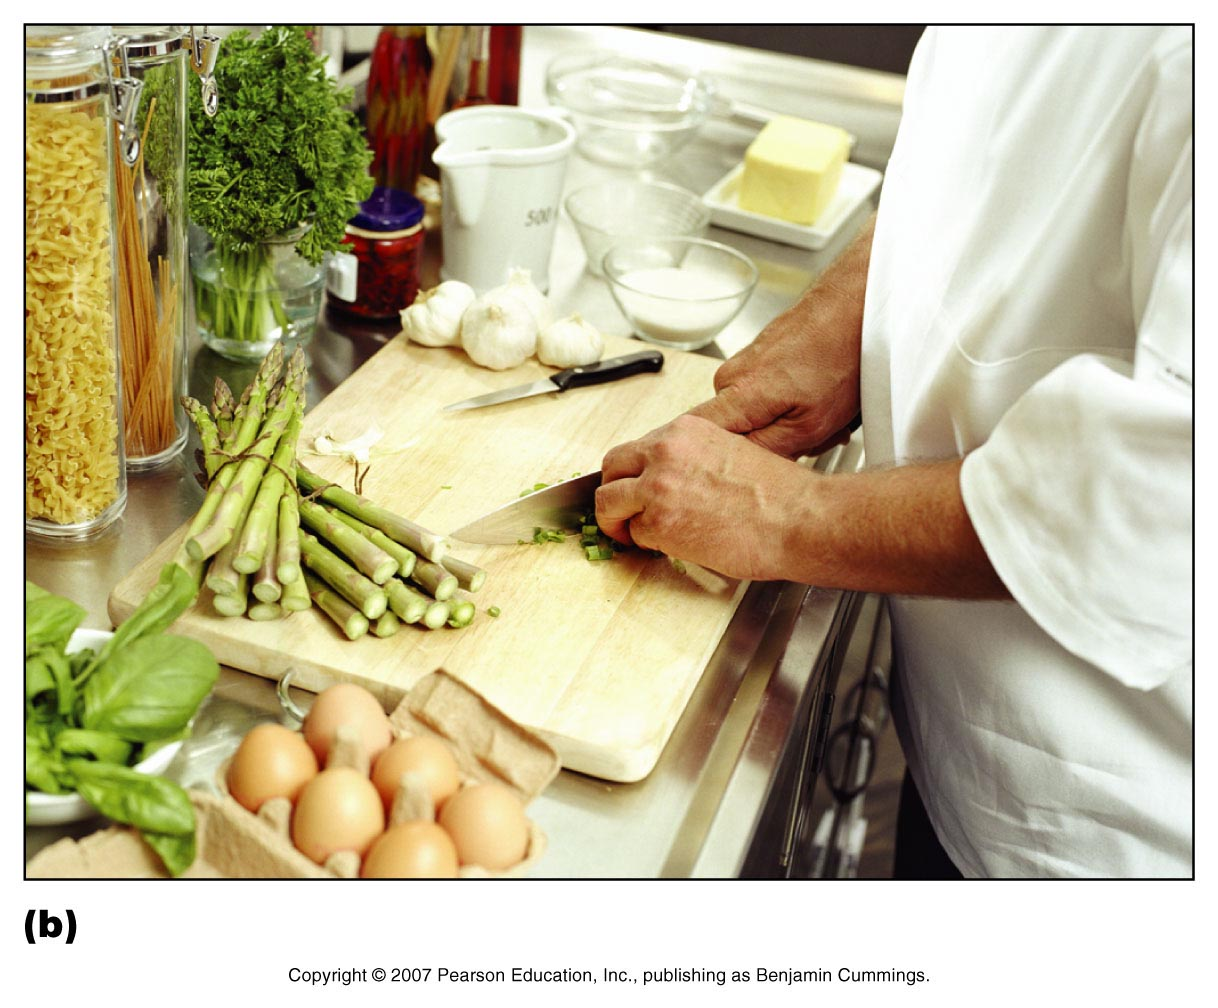 500
(b)
Copyright © 2007 Pearson Education, Inc., publishing as Benjamin Cummings.